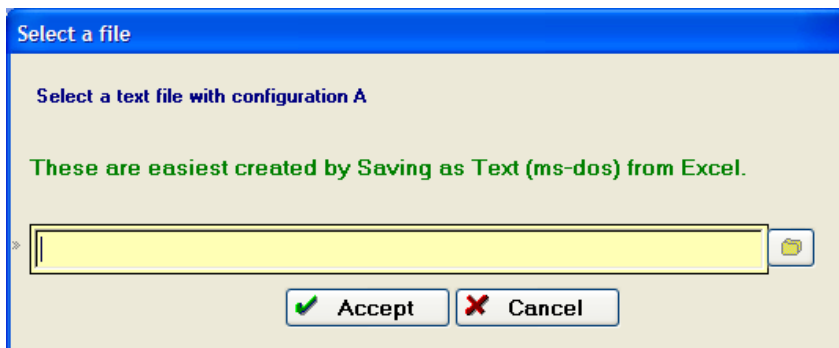 Select a file
Select a text file with configuration A
These are easiest created by Saving as Text (ms-dos) from Excel.
»
Accept
Cancel